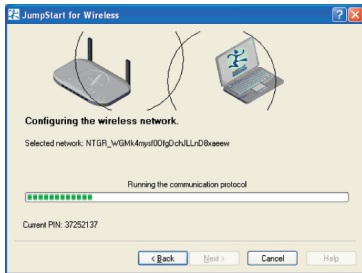 JumpStart for Wireless
Configuring the wireless network.
Selected network: NTGR_WGMk4mysf0OfgDchJLLnD8xaeew
Running the communication protocol
Current PIN: 37252137
< Back Next > Cancel Help